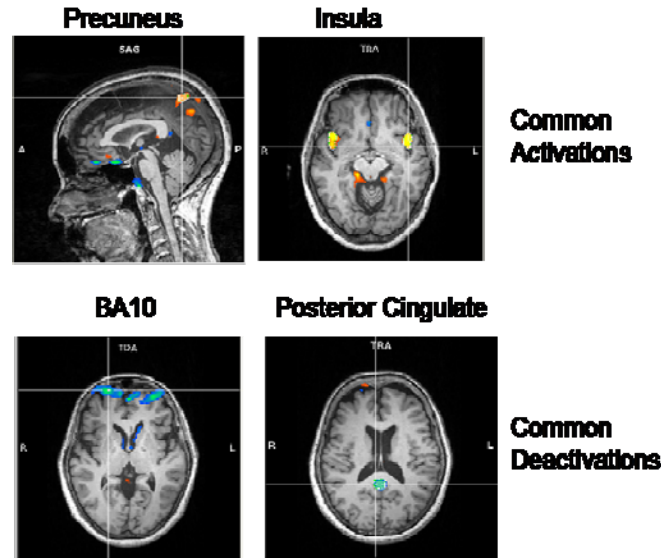 Precuneus
Insula
SAG
A
P
TRA
R
L
Common
Activations
BA10
Posterior Cingulate
TRA
R
L
TRA
R
L
Common
Deactivations